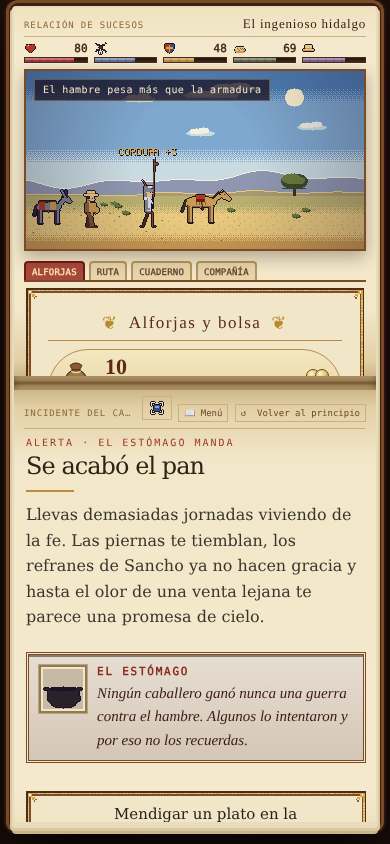 RELACIÓN DE SUCESOS
El ingenioso hidalgo
80 48 69
El hambre pesa más que la armadura
CORDURA +3
ALFORJAS RUTA CUADERNO COMPAÑÍA
Alforjas y bolsa
10
INCIDENTE DEL CA…
Menú
↺ Volver al principio
ALERTA · EL ESTÓMAGO MANDA
Se acabó el pan
Llevas demasiadas jornadas viviendo de
la fe. Las piernas te tiemblan, los
refranes de Sancho ya no hacen gracia y
hasta el olor de una venta lejana te
parece una promesa de cielo.
EL ESTÓMAGO
Ningún caballero ganó nunca una guerra
contra el hambre. Algunos lo intentaron y
por eso no los recuerdas.
Mendigar un plato en la